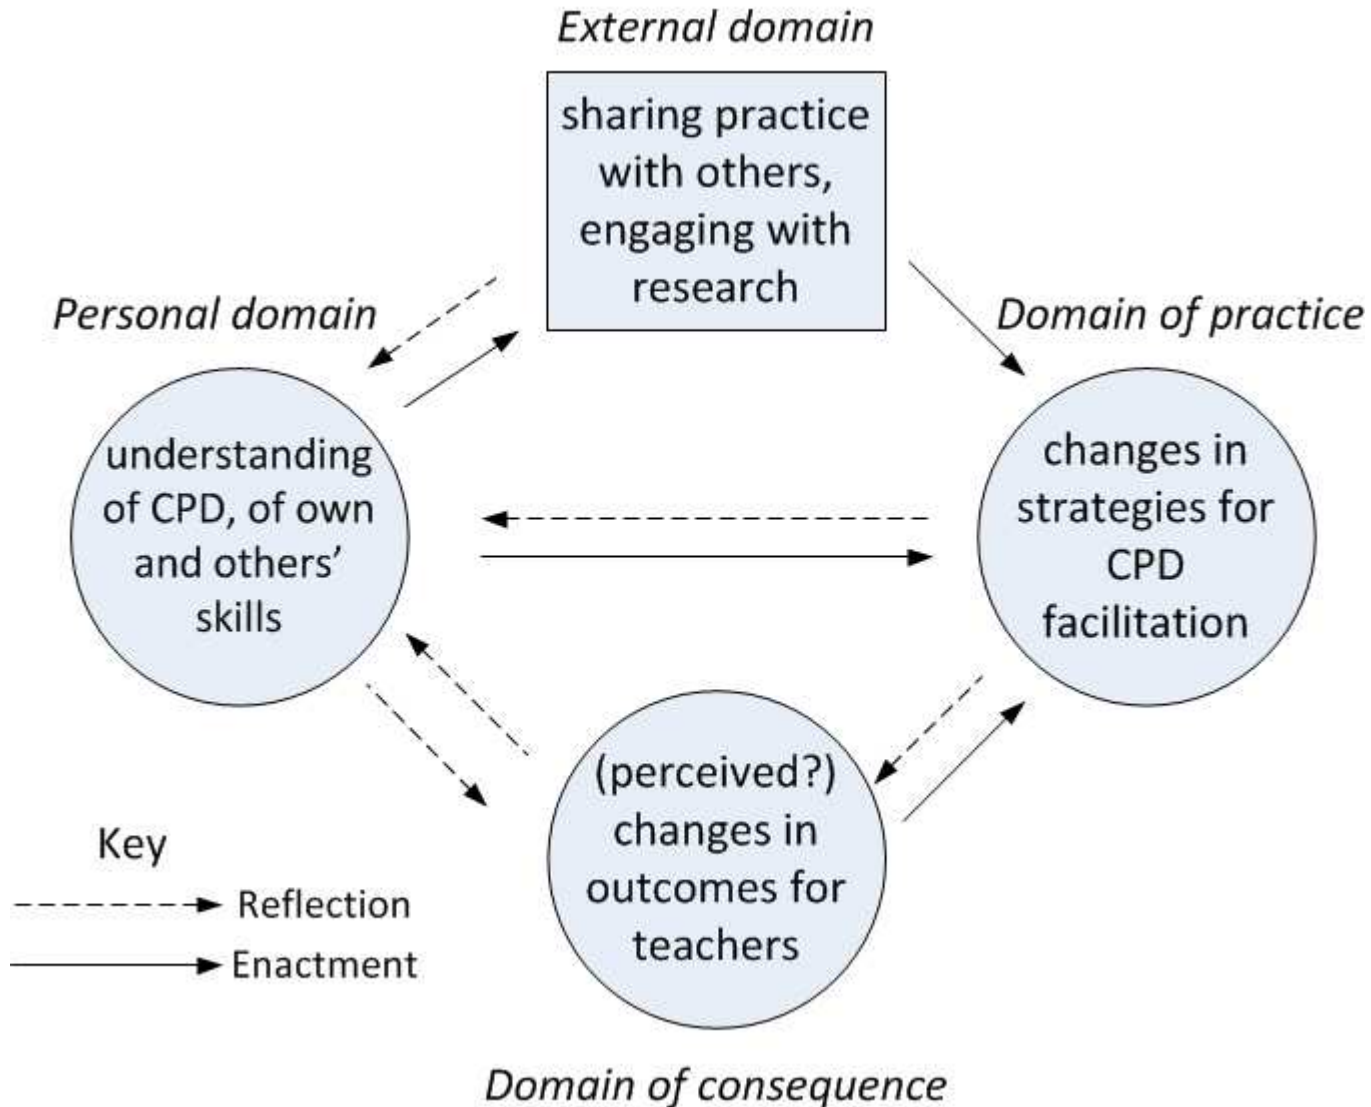 External domain
sharing practice
with others,
engaging with
research
Personal domain
Domain of practice
understanding
of CPD, of own
and others’
skills
changes in
strategies for
CPD
facilitation
(perceived?)
changes in
outcomes for
teachers
Key
Reflection
Enactment
Domain of consequence